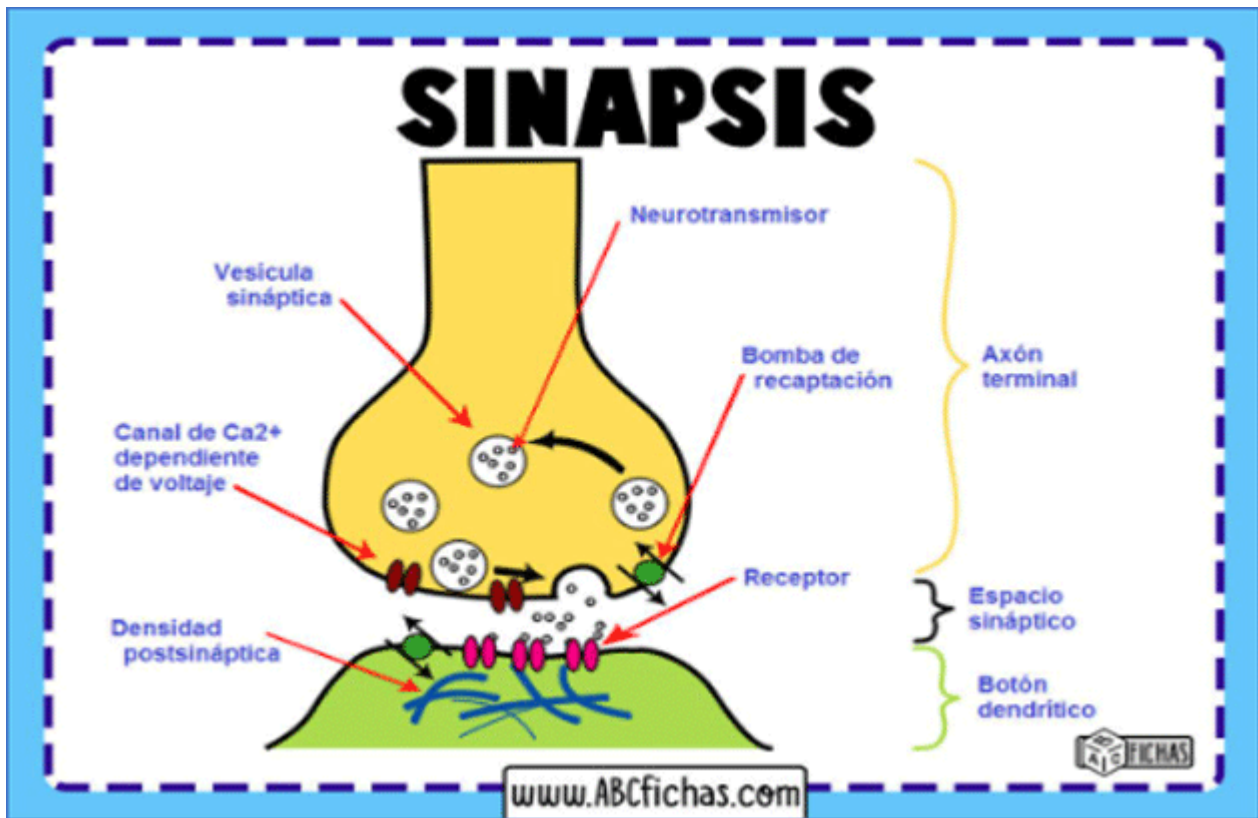 SINAPSIS
Neurotransmisor
Vesícula
sináptica
Bomba de
recaptación
Axón
terminal
Canal de Ca2+
dependiente
de voltaje
Receptor
Espacio
sináptico
Densidad
postsináptica
Botón
dendrítico
ABC FICHAS
www.ABCfichas.com